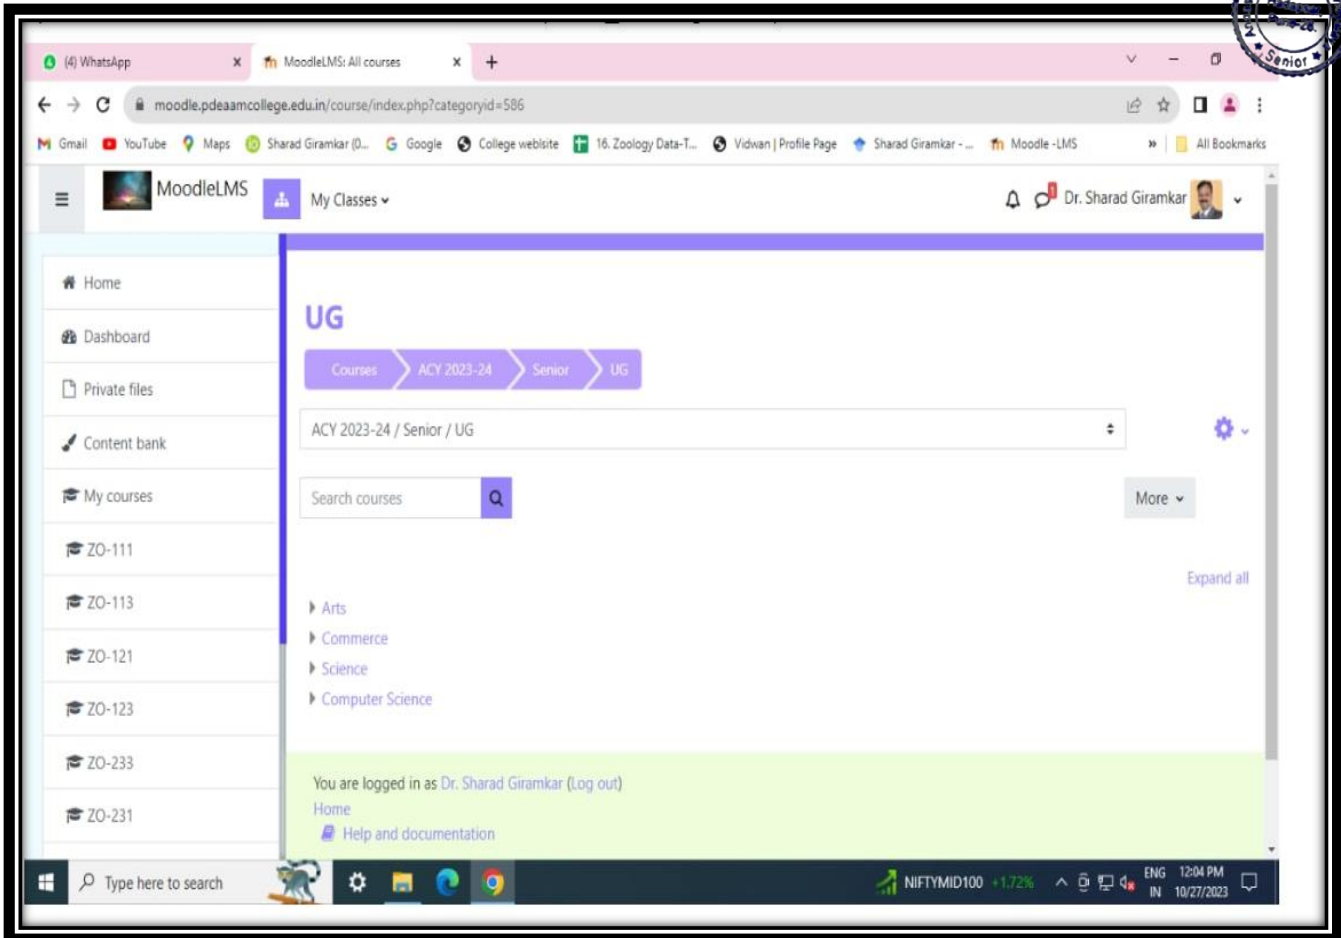 (4) WhatsApp
MoodleLMS: All courses
moodle.pdeaamcollege.edu.in/course/index.php?categoryid=586
Gmail YouTube Maps Sharad Giramkar (0... Google College weblsite 16. Zoology Data-T... Vidwan | Profile Page Sharad Giramkar - ... Moodle -LMS » All Bookmarks
MoodleLMS My Classes 1 Dr. Sharad Giramkar
Home
Dashboard
Private files
Content bank
My courses
ZO-111
ZO-113
ZO-121
ZO-123
ZO-233
ZO-231
UG
Courses ACY 2023-24 Senior UG
ACY 2023-24 / Senior / UG
Search courses
More
Expand all
Arts
Commerce
Science
Computer Science
You are logged in as Dr. Sharad Giramkar (Log out)
Home
Help and documentation
Type here to search
NIFTYMID100 +1.72%
ENG 12:04 PM
IN 10/27/2023
Senior